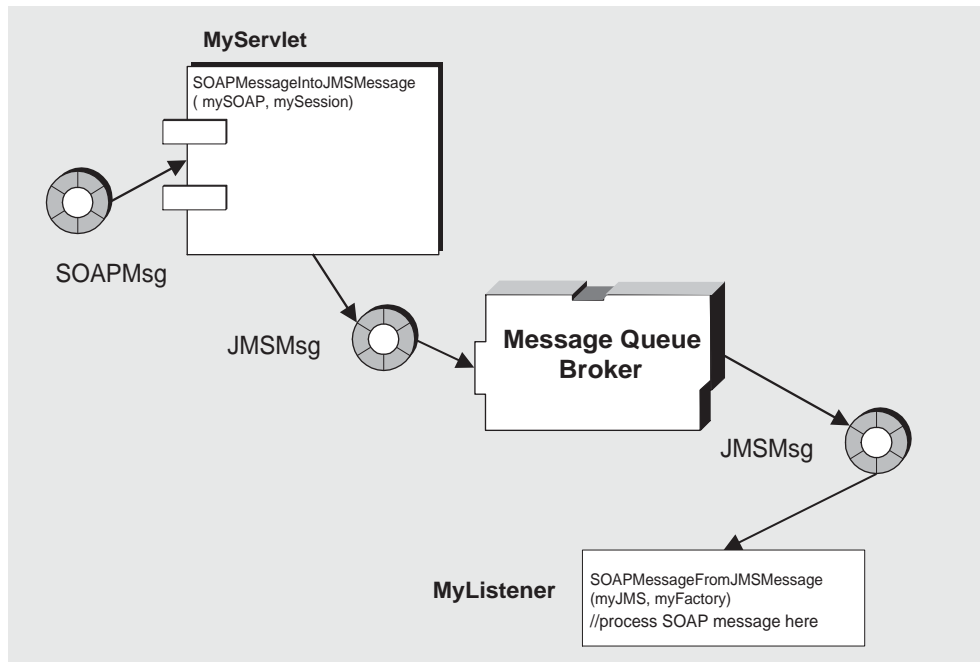 MyServlet
SOAPMessageIntoJMSMessage
( mySOAP, mySession)
SOAPMsg
JMSMsg
Message Queue
Broker
JMSMsg
MyListener
SOAPMessageFromJMSMessage
(myJMS, myFactory)
//process SOAP message here